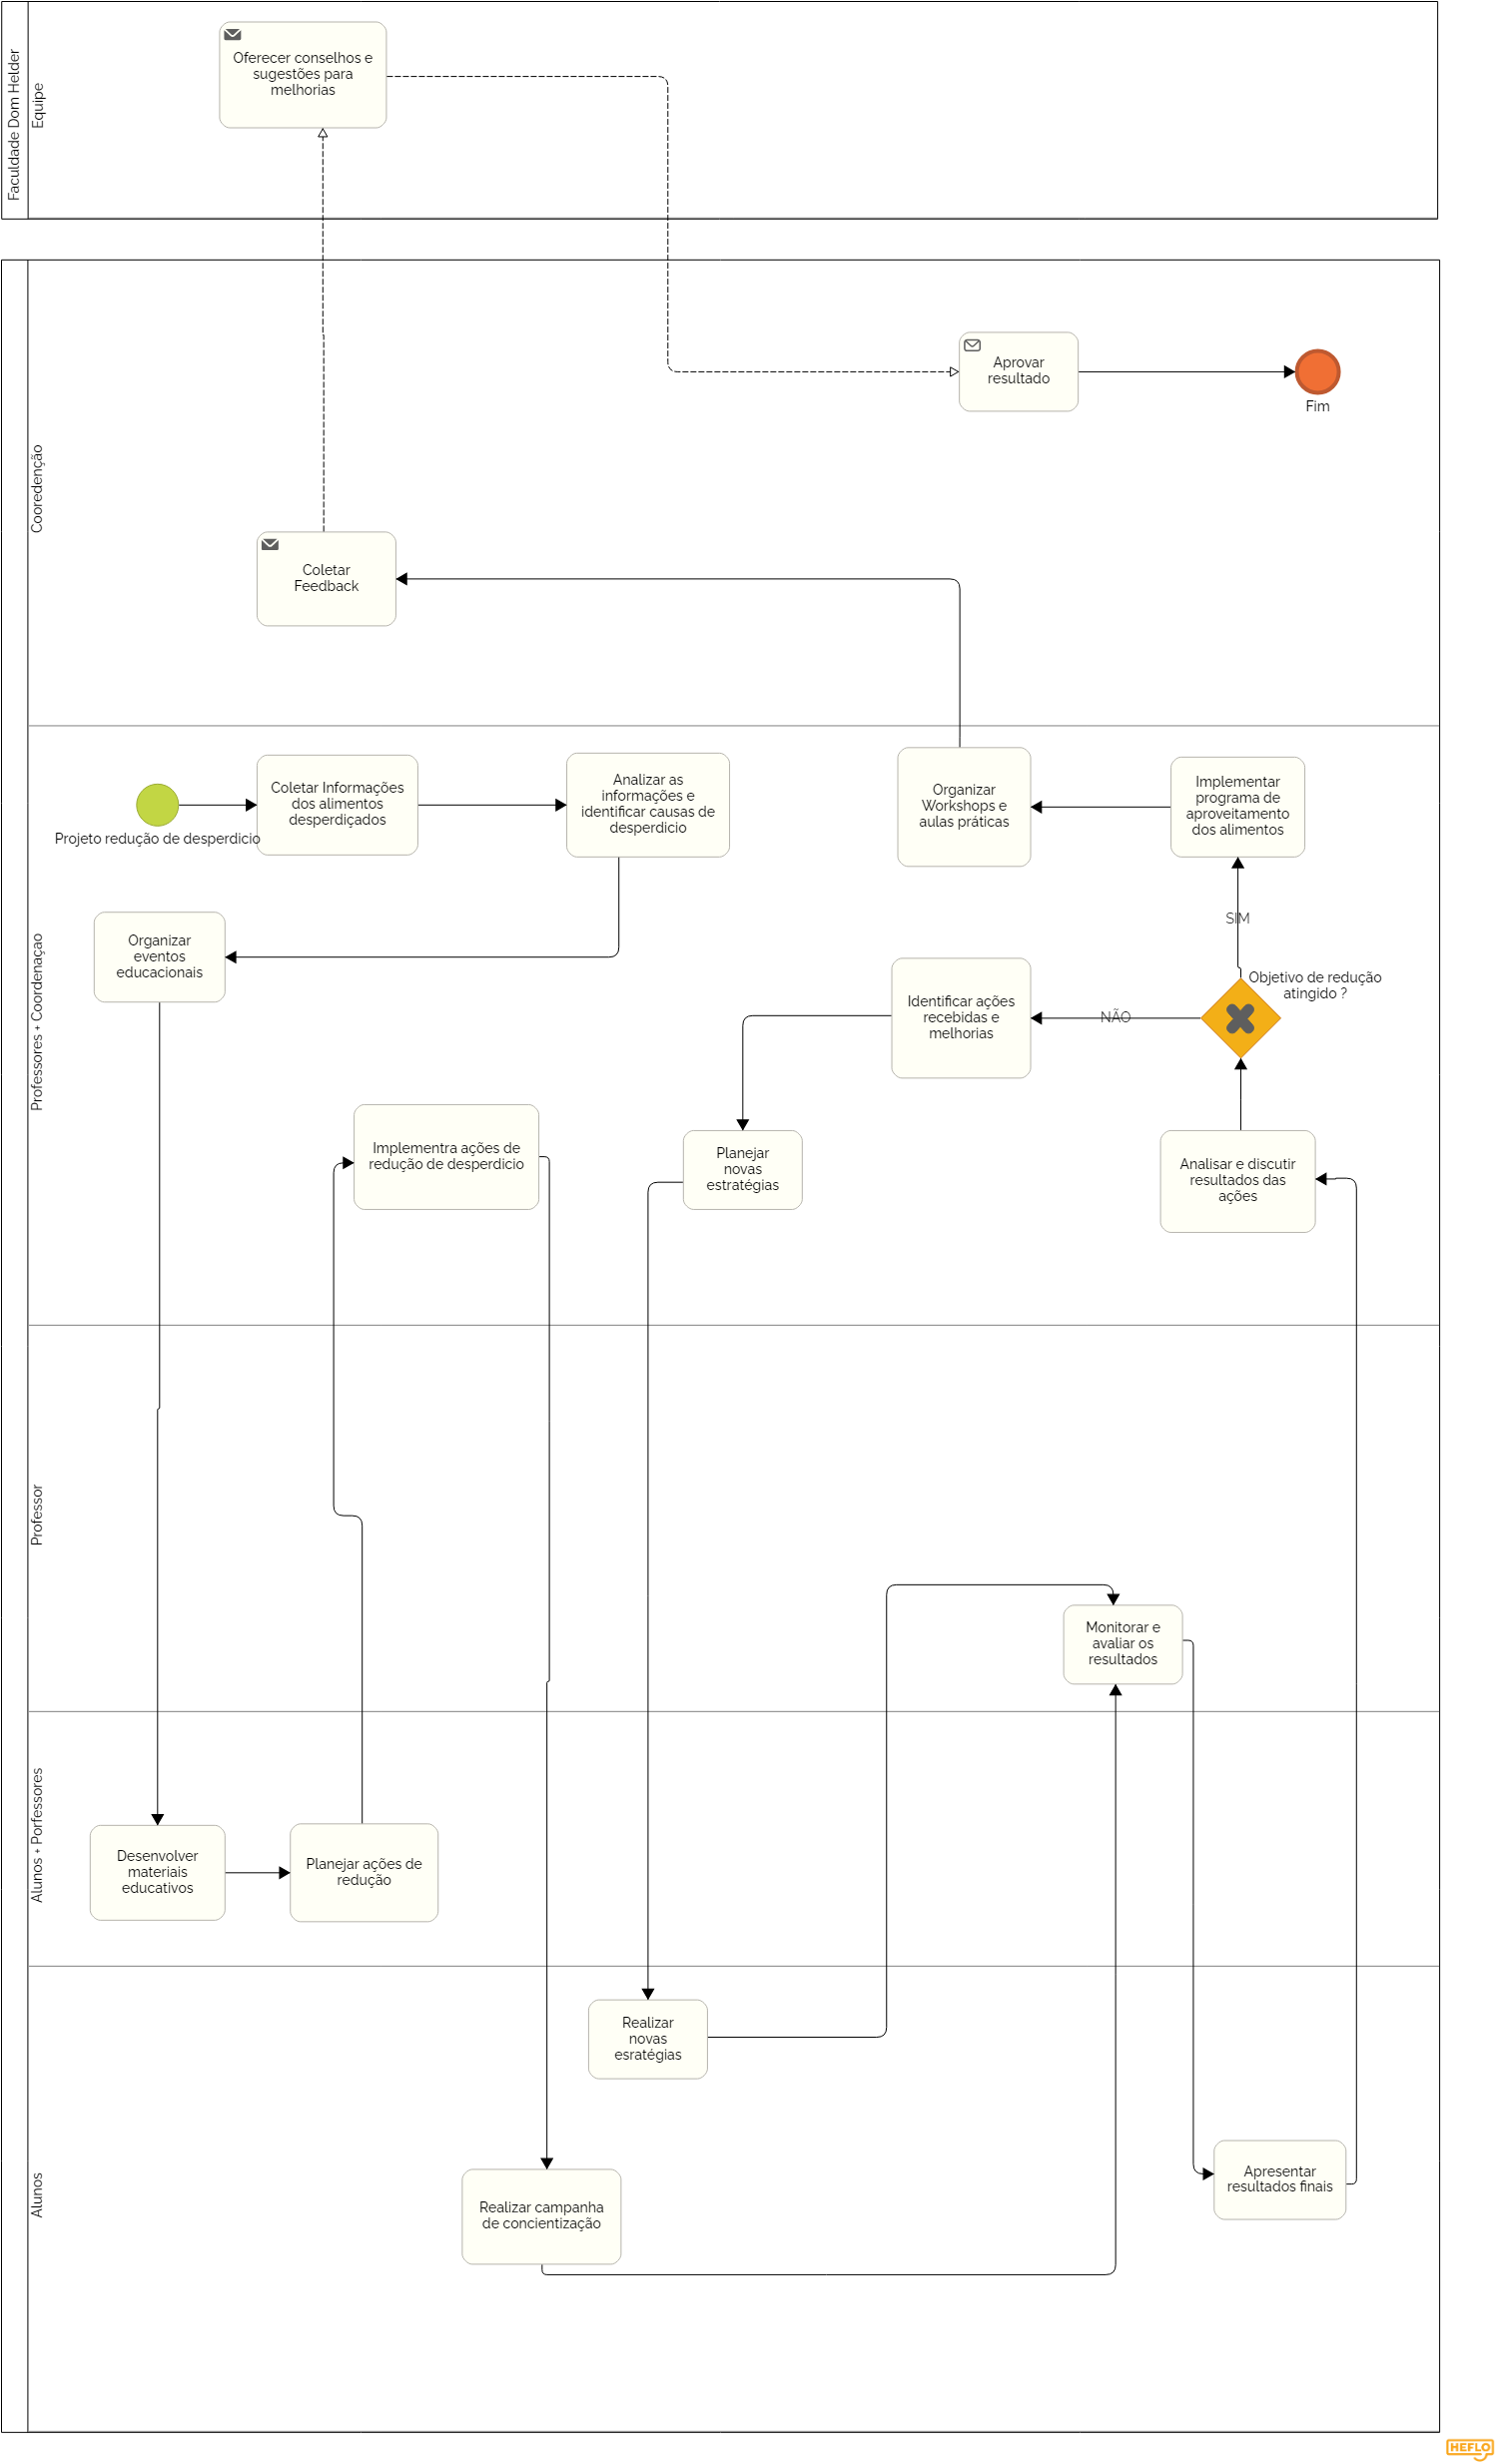 Faculdade Dom Helder
Equipe
Oferecer conselhos e
sugestões para
melhorias
Cooredenção
Aprovar
resultado
Fim
Coletar
Feedback
Professores + Coordenaçao
Projeto redução de desperdicio
Coletar Informações
dos alimentos
desperdiçados
Analizar as
informações e
identificar causas de
desperdicio
Organizar
Workshops e
aulas práticas
Implementar
programa de
aproveitamento
dos alimentos
SIM
Organizar
eventos
educacionais
Identificar ações
recebidas e
melhorias
NÃO
Objetivo de redução
atingido ?
Implementra ações de
redução de desperdicio
Planejar
novas
estratégias
Analisar e discutir
resultados das
ações
Professor
Monitorar e
avaliar os
resultados
Alunos + Porfessores
Desenvolver
materiais
educativos
Planejar ações de
redução
Alunos
Realizar
novas
esratégias
Realizar campanha
de concientização
Apresentar
resultados finais
HEFLO